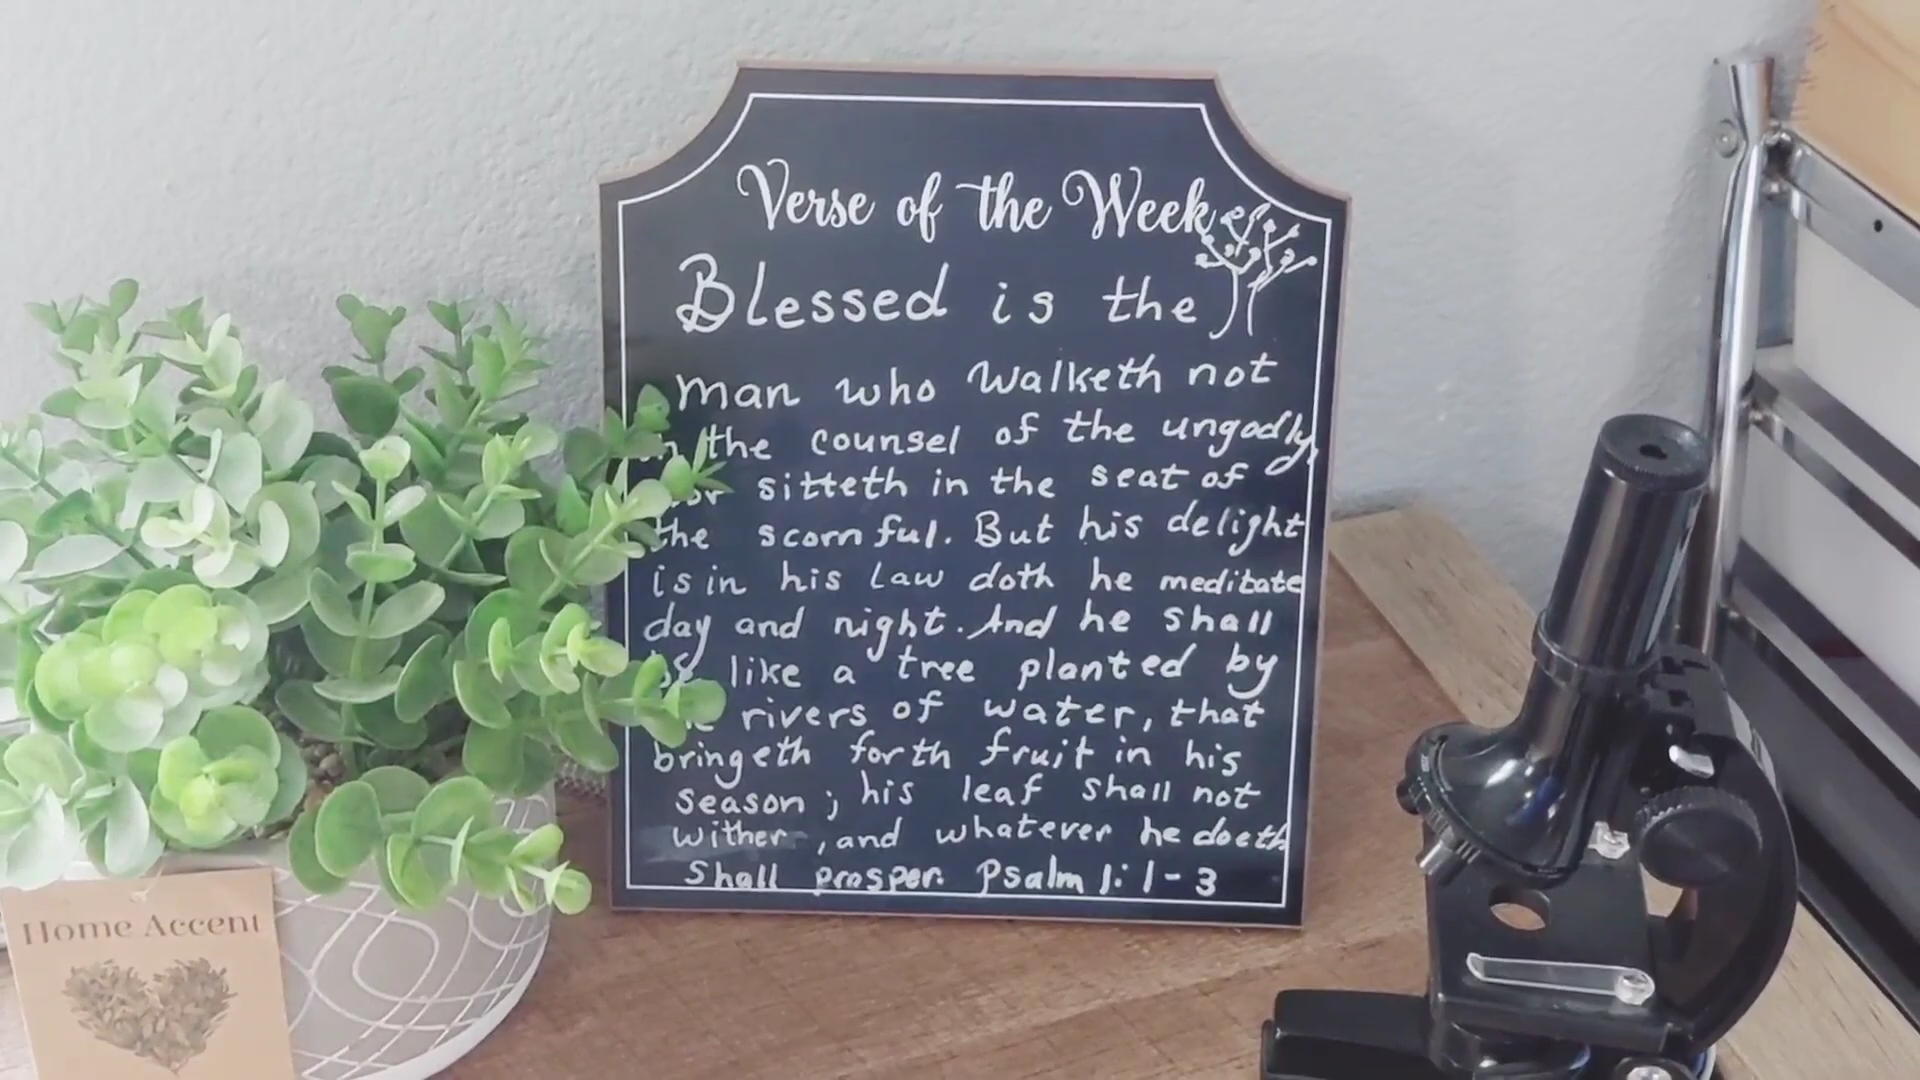 Verse of the Week
Blessed is the
man who walketh not
the counsel of the ungodly,
sitteth in the seat of
the scornful. But his delight
is in his law doth he meditate
day and night. And he shall
like a tree planted by
rivers of water, that
bringeth forth fruit in his
season; his leaf shall not
wither, and whatever he doeth
Shall prosper. Psalm 1:1-3
Home Accent